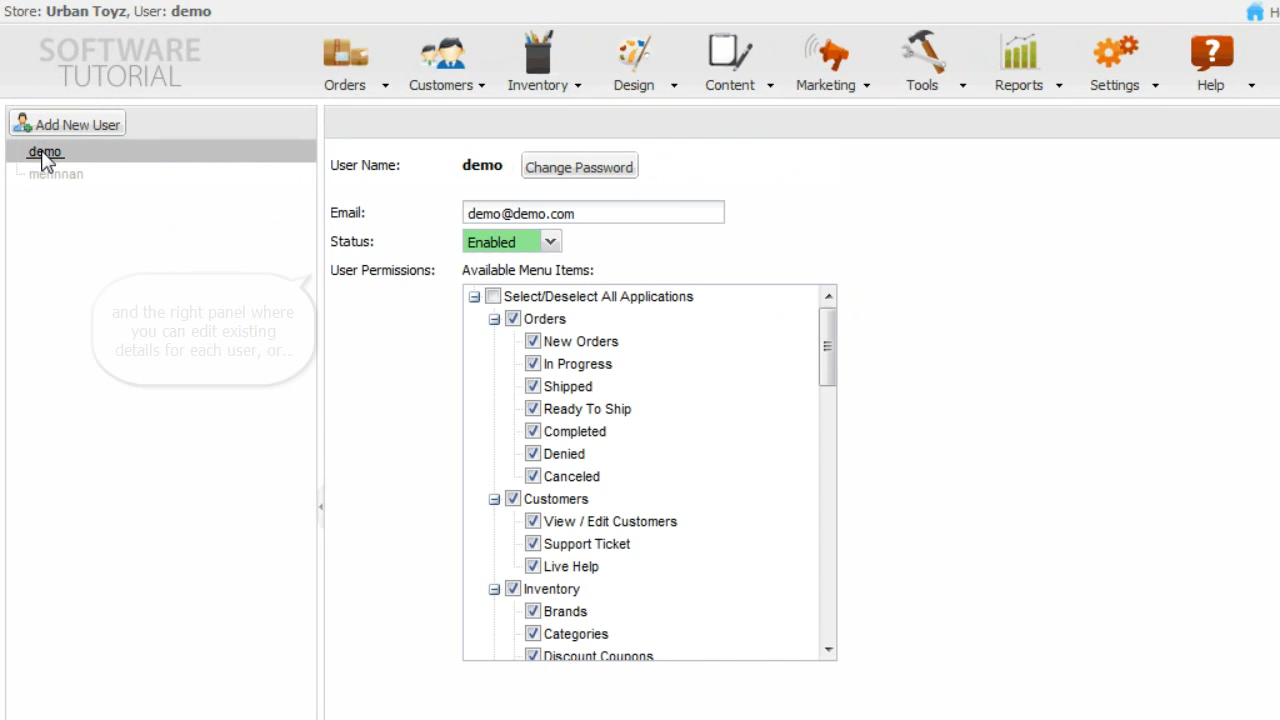 Store: Urban Toyz, User: demo
H
SOFTWARE
TUTORIAL
Orders
Customers
Inventory
Design
Content
Marketing
Tools
Reports
Settings
Help
Add New User
demo
User Name: demo Change Password
Email: demo@demo.com
Status: Enabled
User Permissions: Available Menu Items:
and the right panel where
you can edit existing
details for each user, or..
Select/Deselect All Applications
Orders
New Orders
In Progress
Shipped
Ready To Ship
Completed
Denied
Canceled
Customers
View / Edit Customers
Support Ticket
Live Help
Inventory
Brands
Categories
Discount Coupons